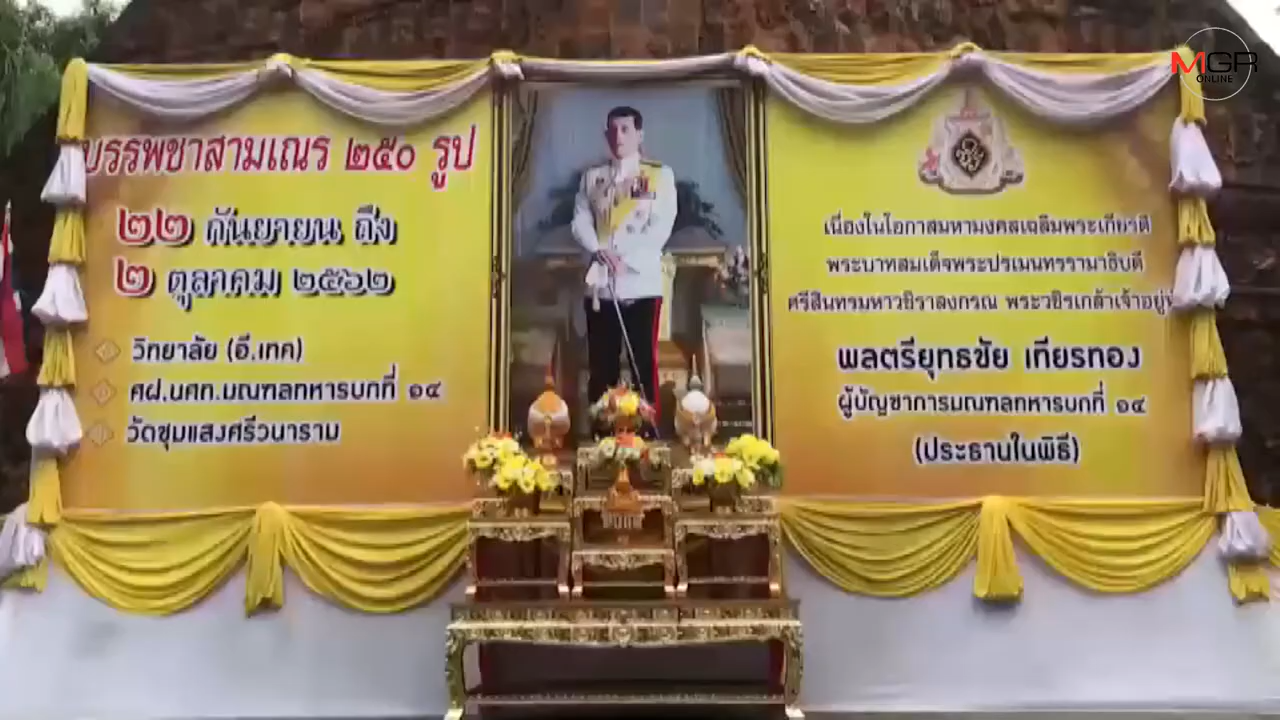 บรรพชาสามเณร ๒๕๐ รูป
๒๒ กันยายน ถึง
๒ ตุลาคม ๒๕๖๒
วิทยาลัย (อี.เทค)
ศฝ.นศท.มณฑลทหารบกที่ ๑๔
วัดชุมแสงศรีวนาราม
เนื่องในโอกาสมหามงคลเฉลิมพระเกียรติ
พระบาทสมเด็จพระปรเมนทรรามาธิบดี
ศรีสินทรมหาวชิราลงกรณ พระวชิรเกล้าเจ้าอยู่
พลตรียุทธชัย เทียรทอง
ผู้บัญชาการมณฑลทหารบกที่ ๑๔
(ประธานในพิธี)
MGR
ONLINE